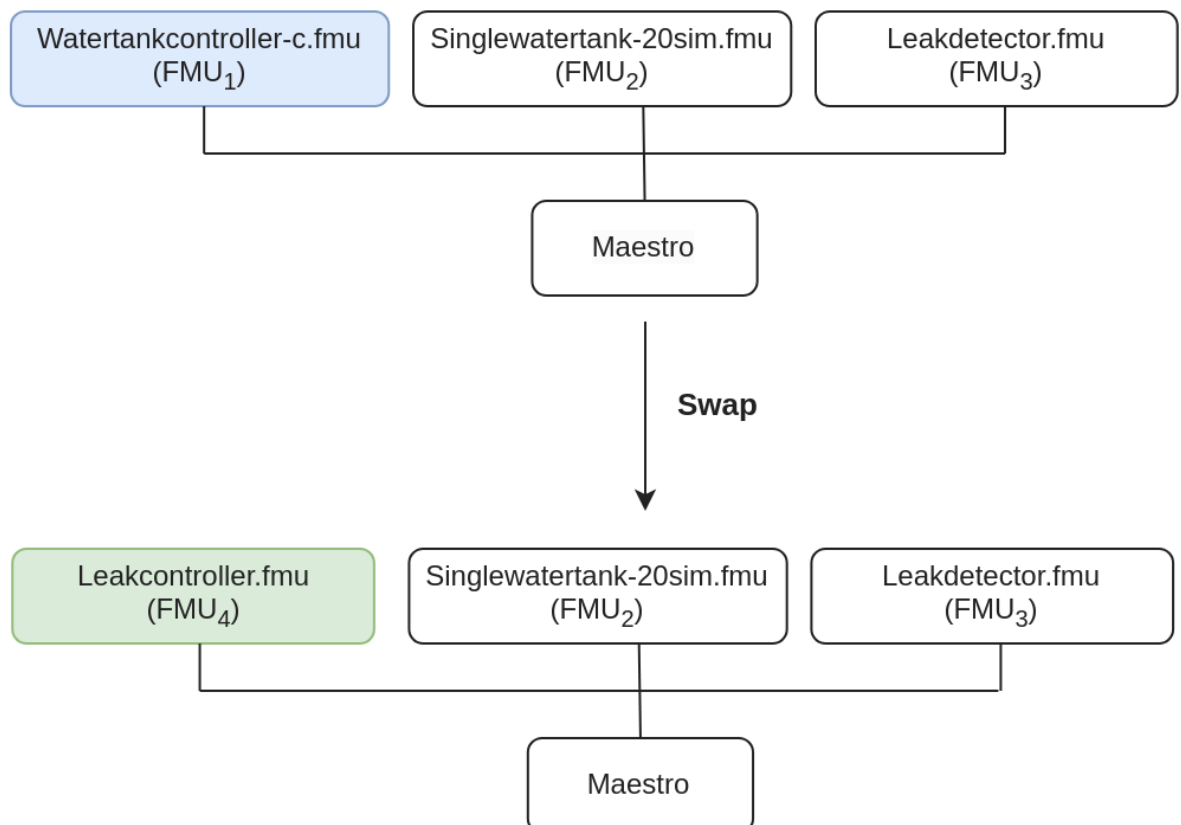 Watertankcontroller-c.fmu
(FMU₁)
Singlewatertank-20sim.fmu
(FMU₂)
Leakdetector.fmu
(FMU₃)
Maestro
Swap
Leakcontroller.fmu
(FMU₄)
Singlewatertank-20sim.fmu
(FMU₂)
Leakdetector.fmu
(FMU₃)
Maestro